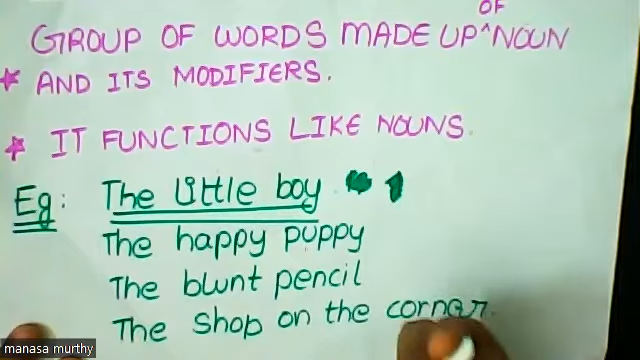 GROUP OF WORDS MADE UP ^ OF NOUN
* AND ITS MODIFIERS.
* IT FUNCTIONS LIKE NOUNS.
Eg: The little boy
The happy puppy
The blunt pencil
The shop on the corner.
manasa murthy